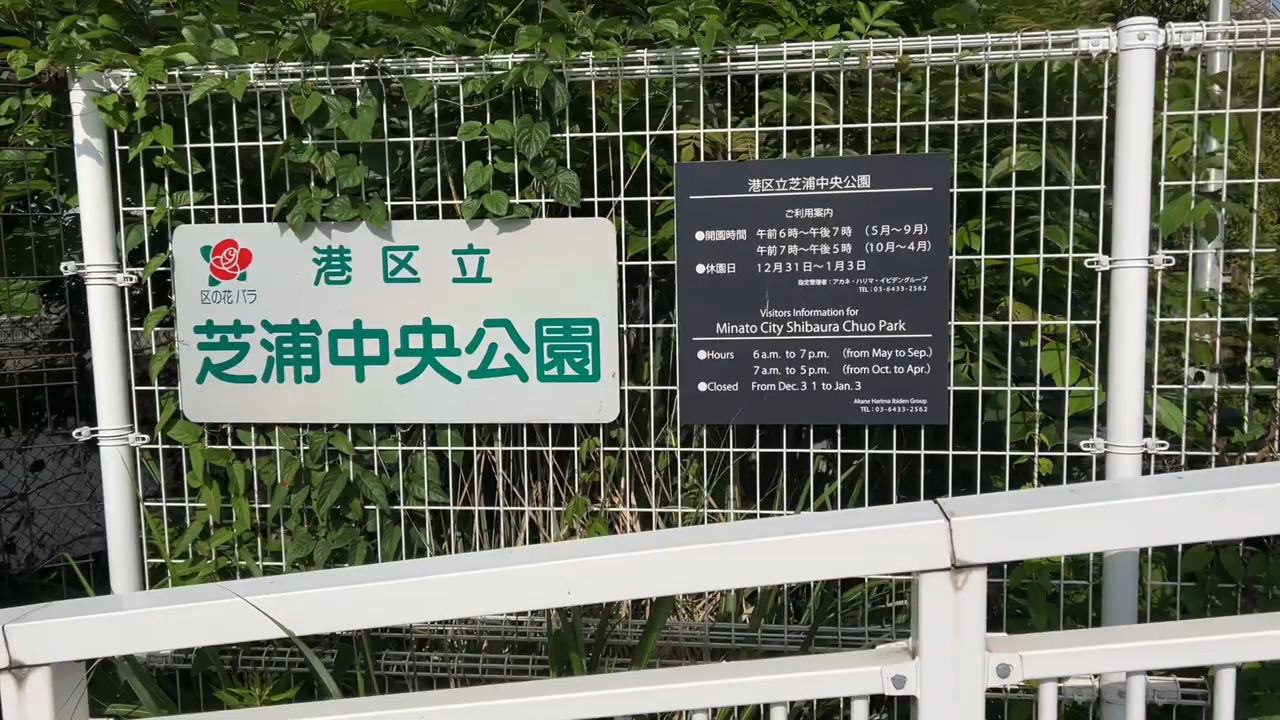 港区立
区の花 バラ
芝浦中央公園
港区立芝浦中央公園
ご利用案内
●開園時間 午前6時～午後7時 （5月～9月）
午前7時～午後5時 （10月～4月）
●休園日 12月31日～1月3日
指定管理者：アカネ・ハリマ・イビデングループ
TEL：03-6433-2562
Visitors Information for
Minato City Shibaura Chuo Park
●Hours 6 a.m. to 7 p.m. (from May to Sep.)
7 a.m. to 5 p.m. (from Oct. to Apr.)
●Closed From Dec.31 to Jan.3
Akane Harima Ibiden Group
TEL：03-6433-2562